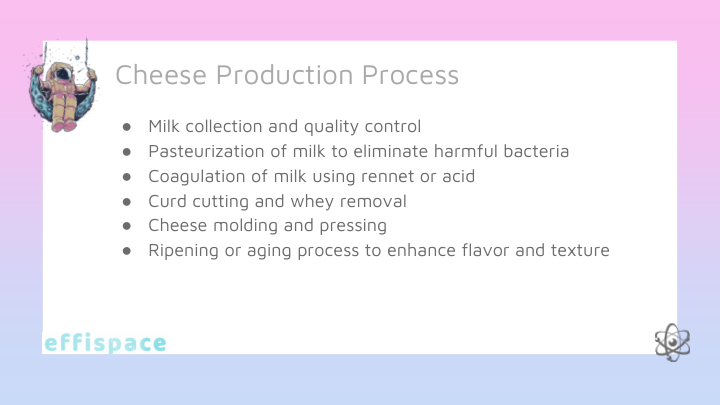 Cheese Production Process
● Milk collection and quality control
● Pasteurization of milk to eliminate harmful bacteria
● Coagulation of milk using rennet or acid
● Curd cutting and whey removal
● Cheese molding and pressing
● Ripening or aging process to enhance flavor and texture
effispace